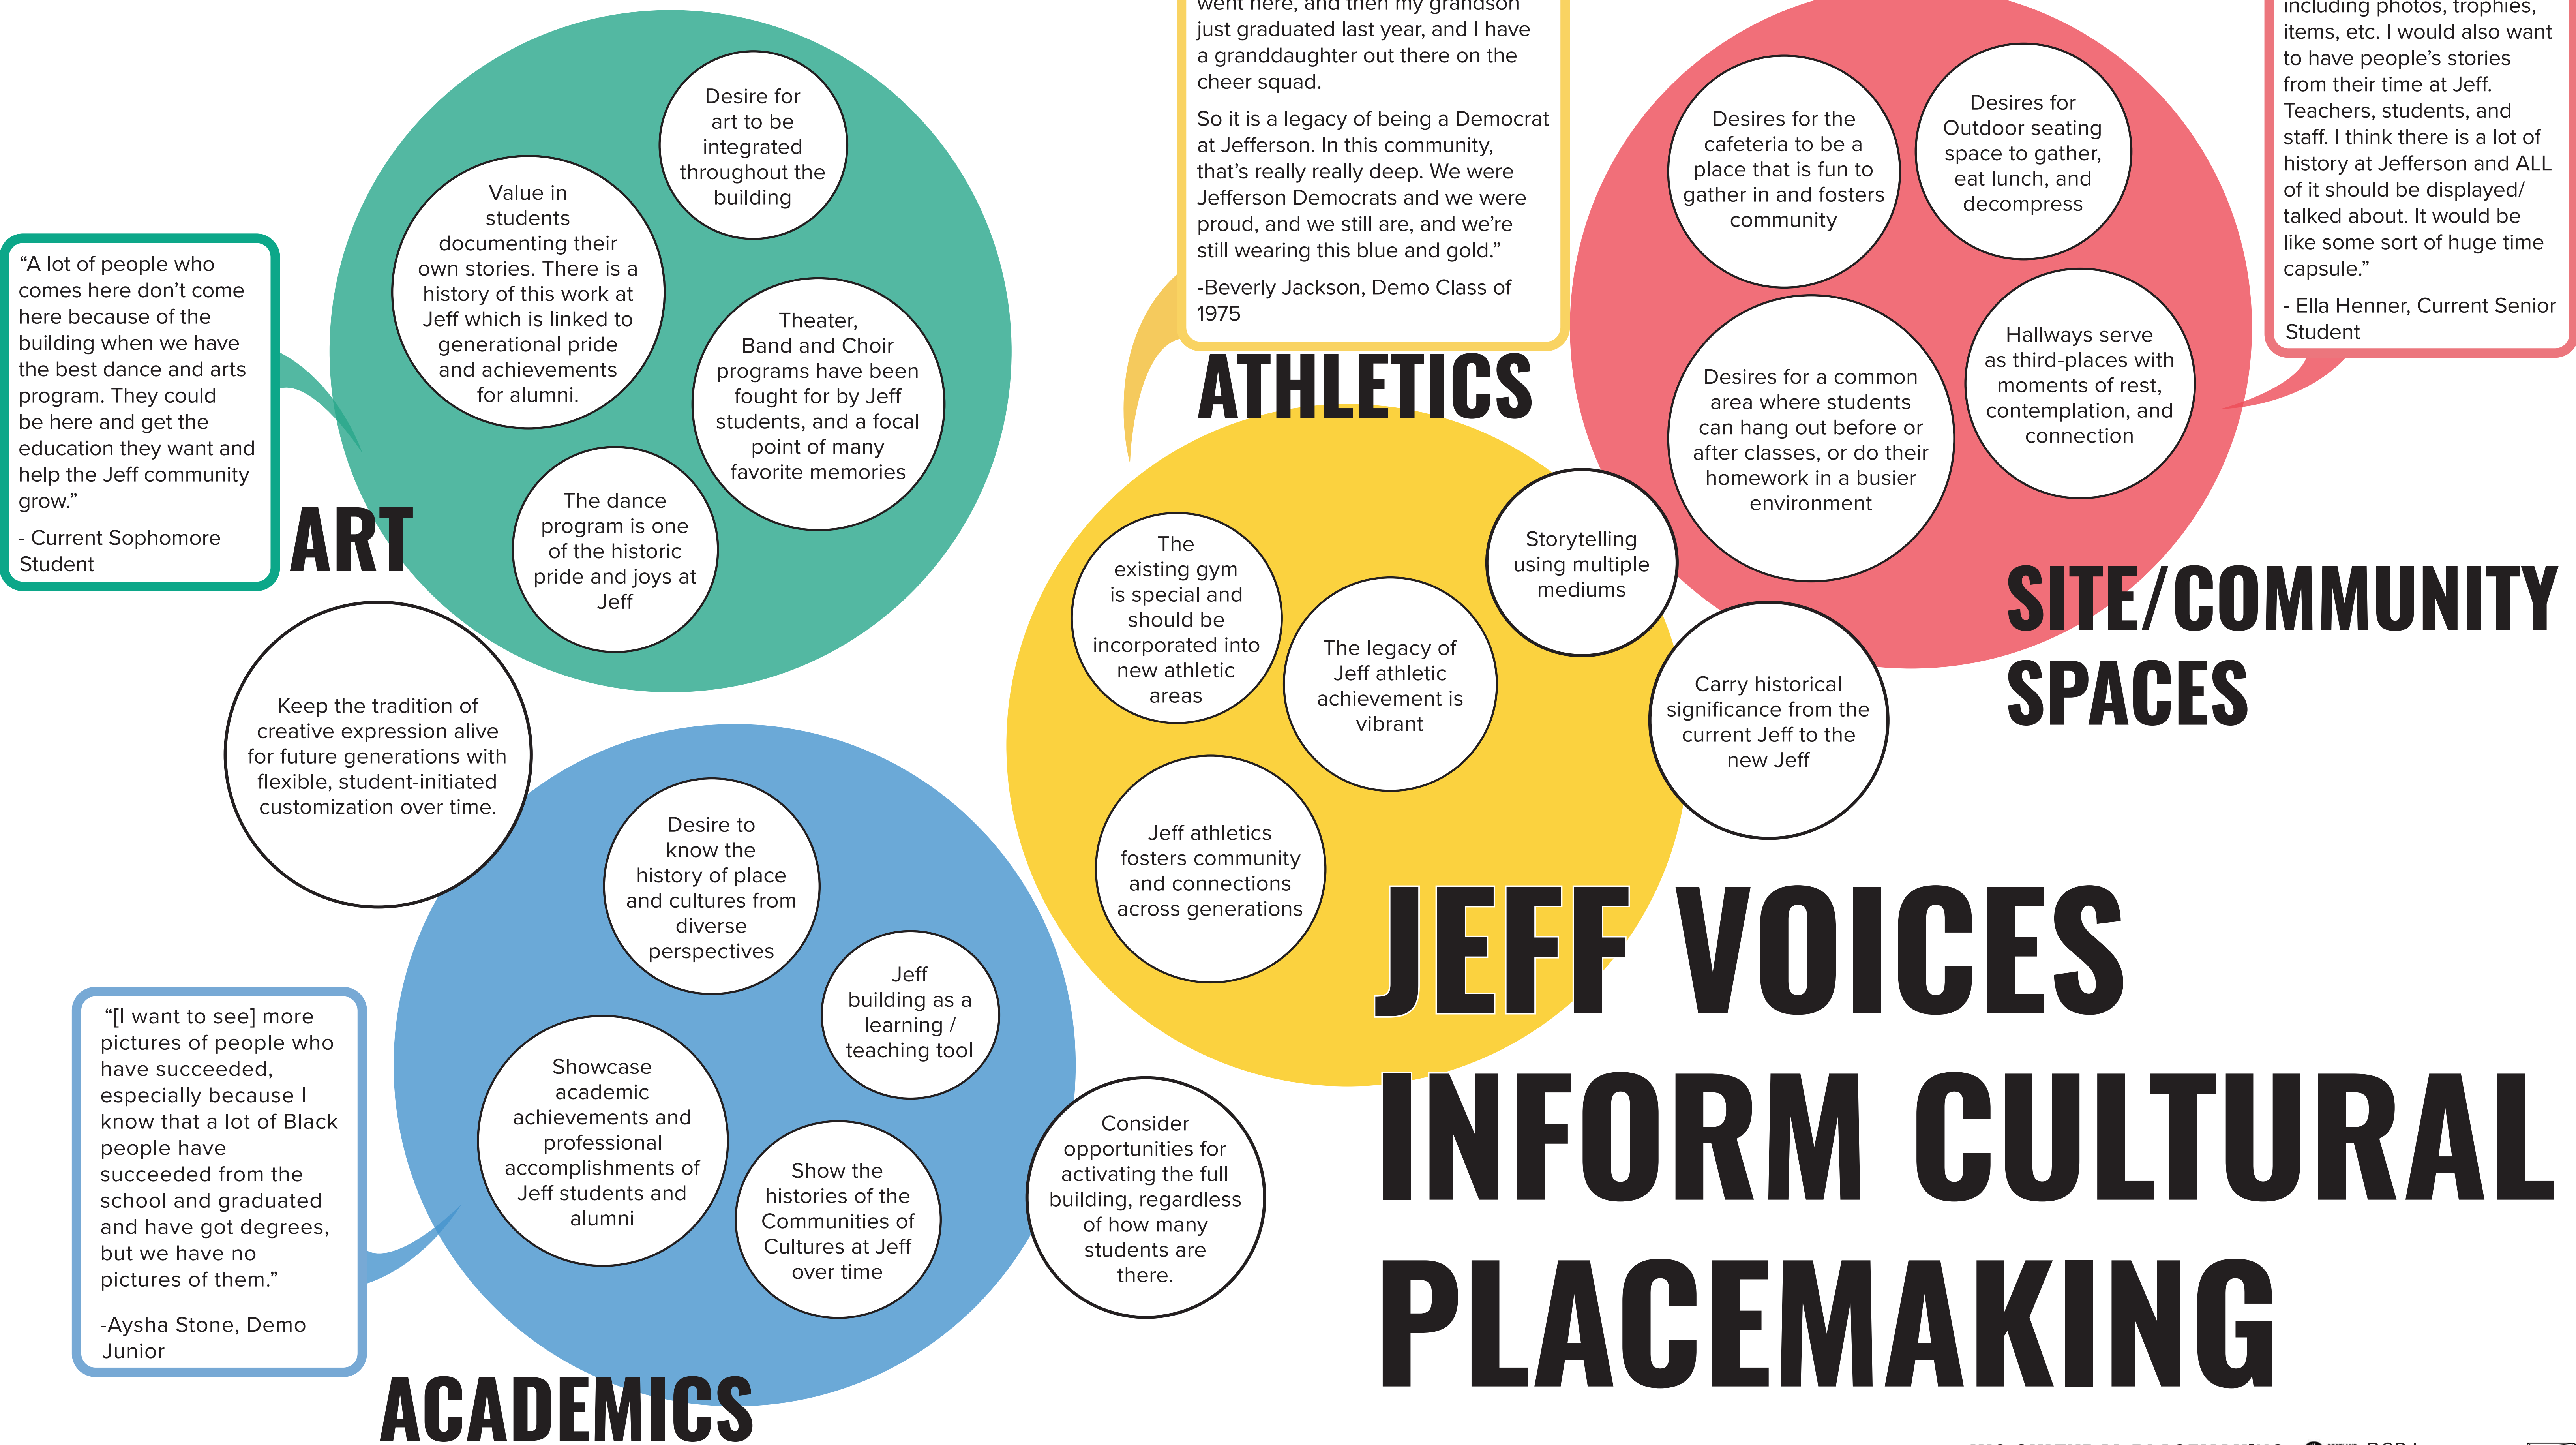 Desire for
art to be
integrated
throughout the
building
Value in
students
documenting their
own stories. There is a
history of this work at
Jeff which is linked to
generational pride
and achievements
for alumni.
Theater,
Band and Choir
programs have been
fought for by Jeff
students, and a focal
point of many
favorite memories
The dance
program is one
of the historic
pride and joys at
Jeff
“A lot of people who
comes here don’t come
here because of the
building when we have
the best dance and arts
program. They could
be here and get the
education they want and
help the Jeff community
grow.”
- Current Sophomore
Student
ART
Keep the tradition of
creative expression alive
for future generations with
flexible, student-initiated
customization over time.
went here, and then my grandson
just graduated last year, and I have
a granddaughter out there on the
cheer squad.
So it is a legacy of being a Democrat
at Jefferson. In this community,
that’s really really deep. We were
Jefferson Democrats and we were
proud, and we still are, and we’re
still wearing this blue and gold.”
-Beverly Jackson, Demo Class of
1975
ATHLETICS
The
existing gym
is special and
should be
incorporated into
new athletic
areas
The legacy of
Jeff athletic
achievement is
vibrant
Jeff athletics
fosters community
and connections
across generations
Storytelling
using multiple
mediums
Carry historical
significance from the
current Jeff to the
new Jeff
Desires for the
cafeteria to be a
place that is fun to
gather in and fosters
community
Desires for
Outdoor seating
space to gather,
eat lunch, and
decompress
Desires for a common
area where students
can hang out before or
after classes, or do their
homework in a busier
environment
Hallways serve
as third-places with
moments of rest,
contemplation, and
connection
including photos, trophies,
items, etc. I would also want
to have people’s stories
from their time at Jeff.
Teachers, students, and
staff. I think there is a lot of
history at Jefferson and ALL
of it should be displayed/
talked about. It would be
like some sort of huge time
capsule.”
- Ella Henner, Current Senior
Student
SITE/COMMUNITY
SPACES
Desire to
know the
history of place
and cultures from
diverse
perspectives
Jeff
building as a
learning /
teaching tool
Showcase
academic
achievements and
professional
accomplishments of
Jeff students and
alumni
Show the
histories of the
Communities of
Cultures at Jeff
over time
Consider
opportunities for
activating the full
building, regardless
of how many
students are
there.
“[I want to see] more
pictures of people who
have succeeded,
especially because I
know that a lot of Black
people have
succeeded from the
school and graduated
and have got degrees,
but we have no
pictures of them.”
-Aysha Stone, Demo
Junior
ACADEMICS
JEFF VOICES
INFORM CULTURAL
PLACEMAKING